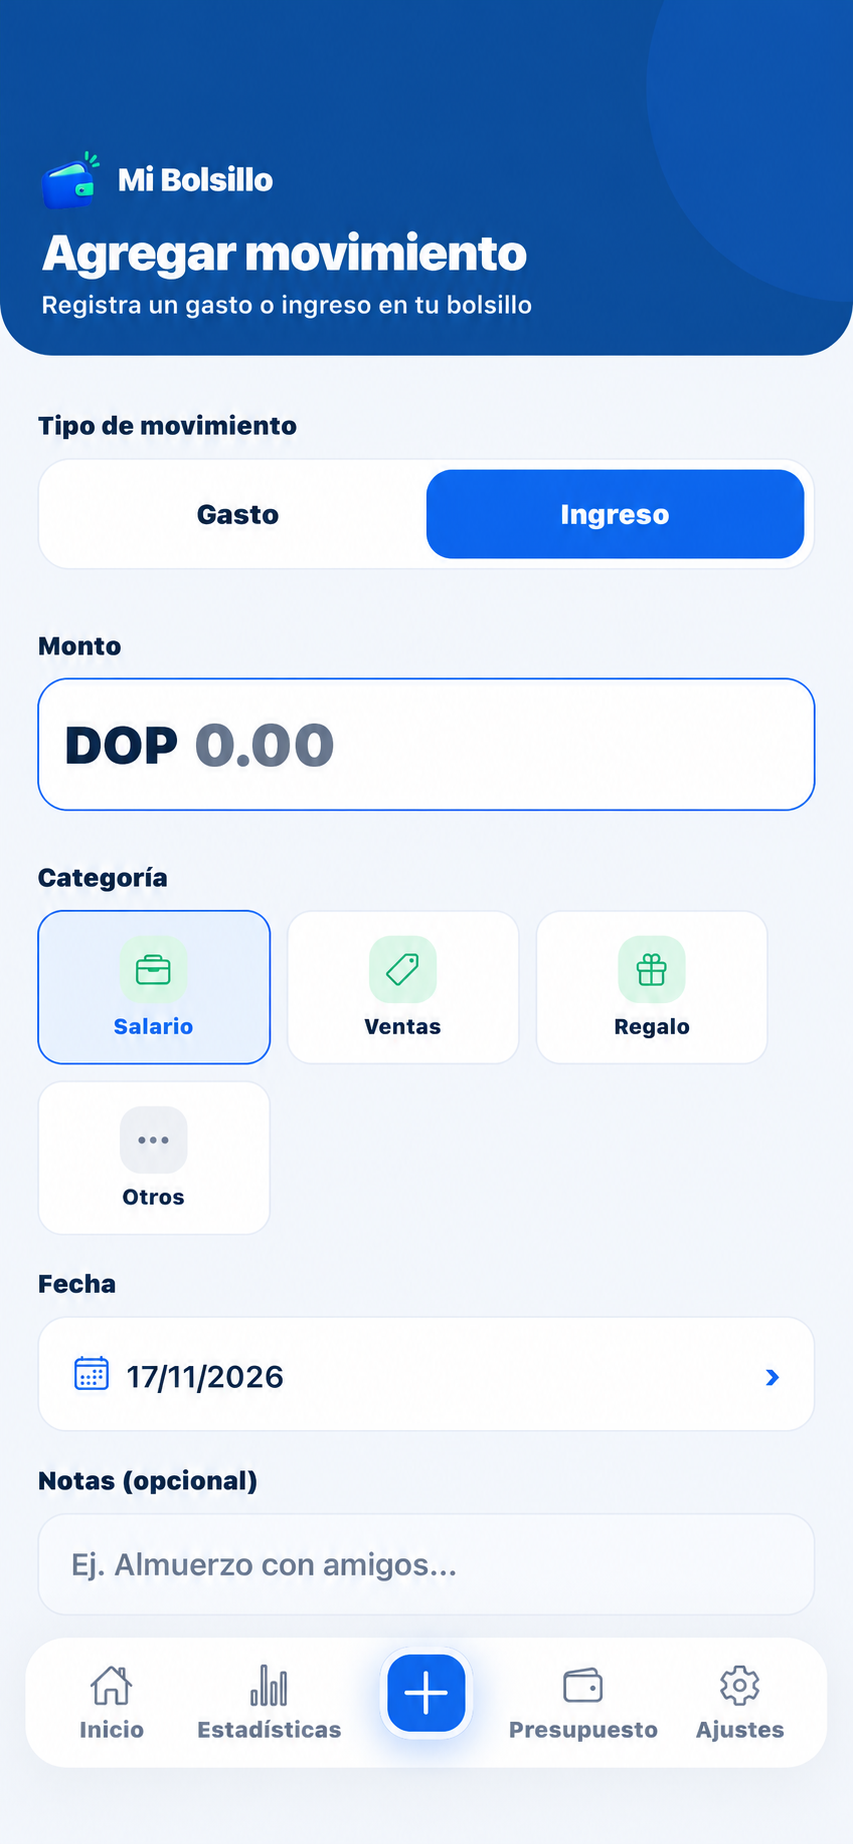 Mi Bolsillo
Agregar movimiento
Registra un gasto o ingreso en tu bolsillo
Tipo de movimiento
Gasto Ingreso
Monto
DOP 0.00
Categoría
Salario Ventas Regalo
Otros
Fecha
17/11/2026
Notas (opcional)
Ej. Almuerzo con amigos...
Inicio Estadísticas Presupuesto Ajustes